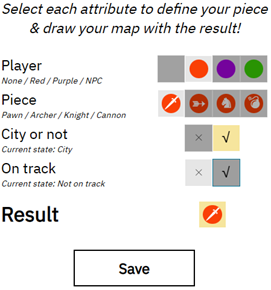 Select each attribute to define your piece
& draw your map with the result!
Player
None / Red / Purple / NPC
Piece
Pawn / Archer / Knight / Cannon
City or not
Current state: City
× √
On track
Current state: Not on track
× √
Result
Save